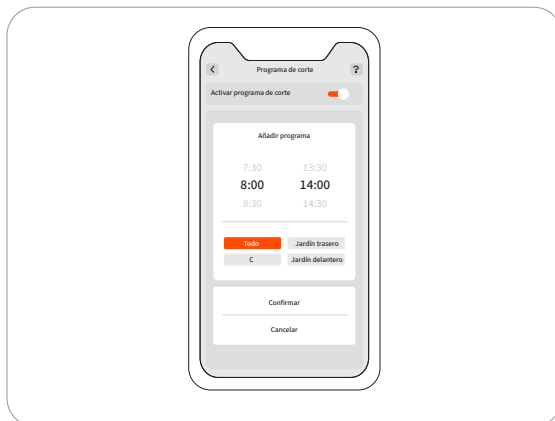 Programa de corte ?
Activar programa de corte
Añadir programa
7:30 13:30
8:00 14:00
8:30 14:30
Todo Jardín trasero
C Jardín delantero
Confirmar
Cancelar